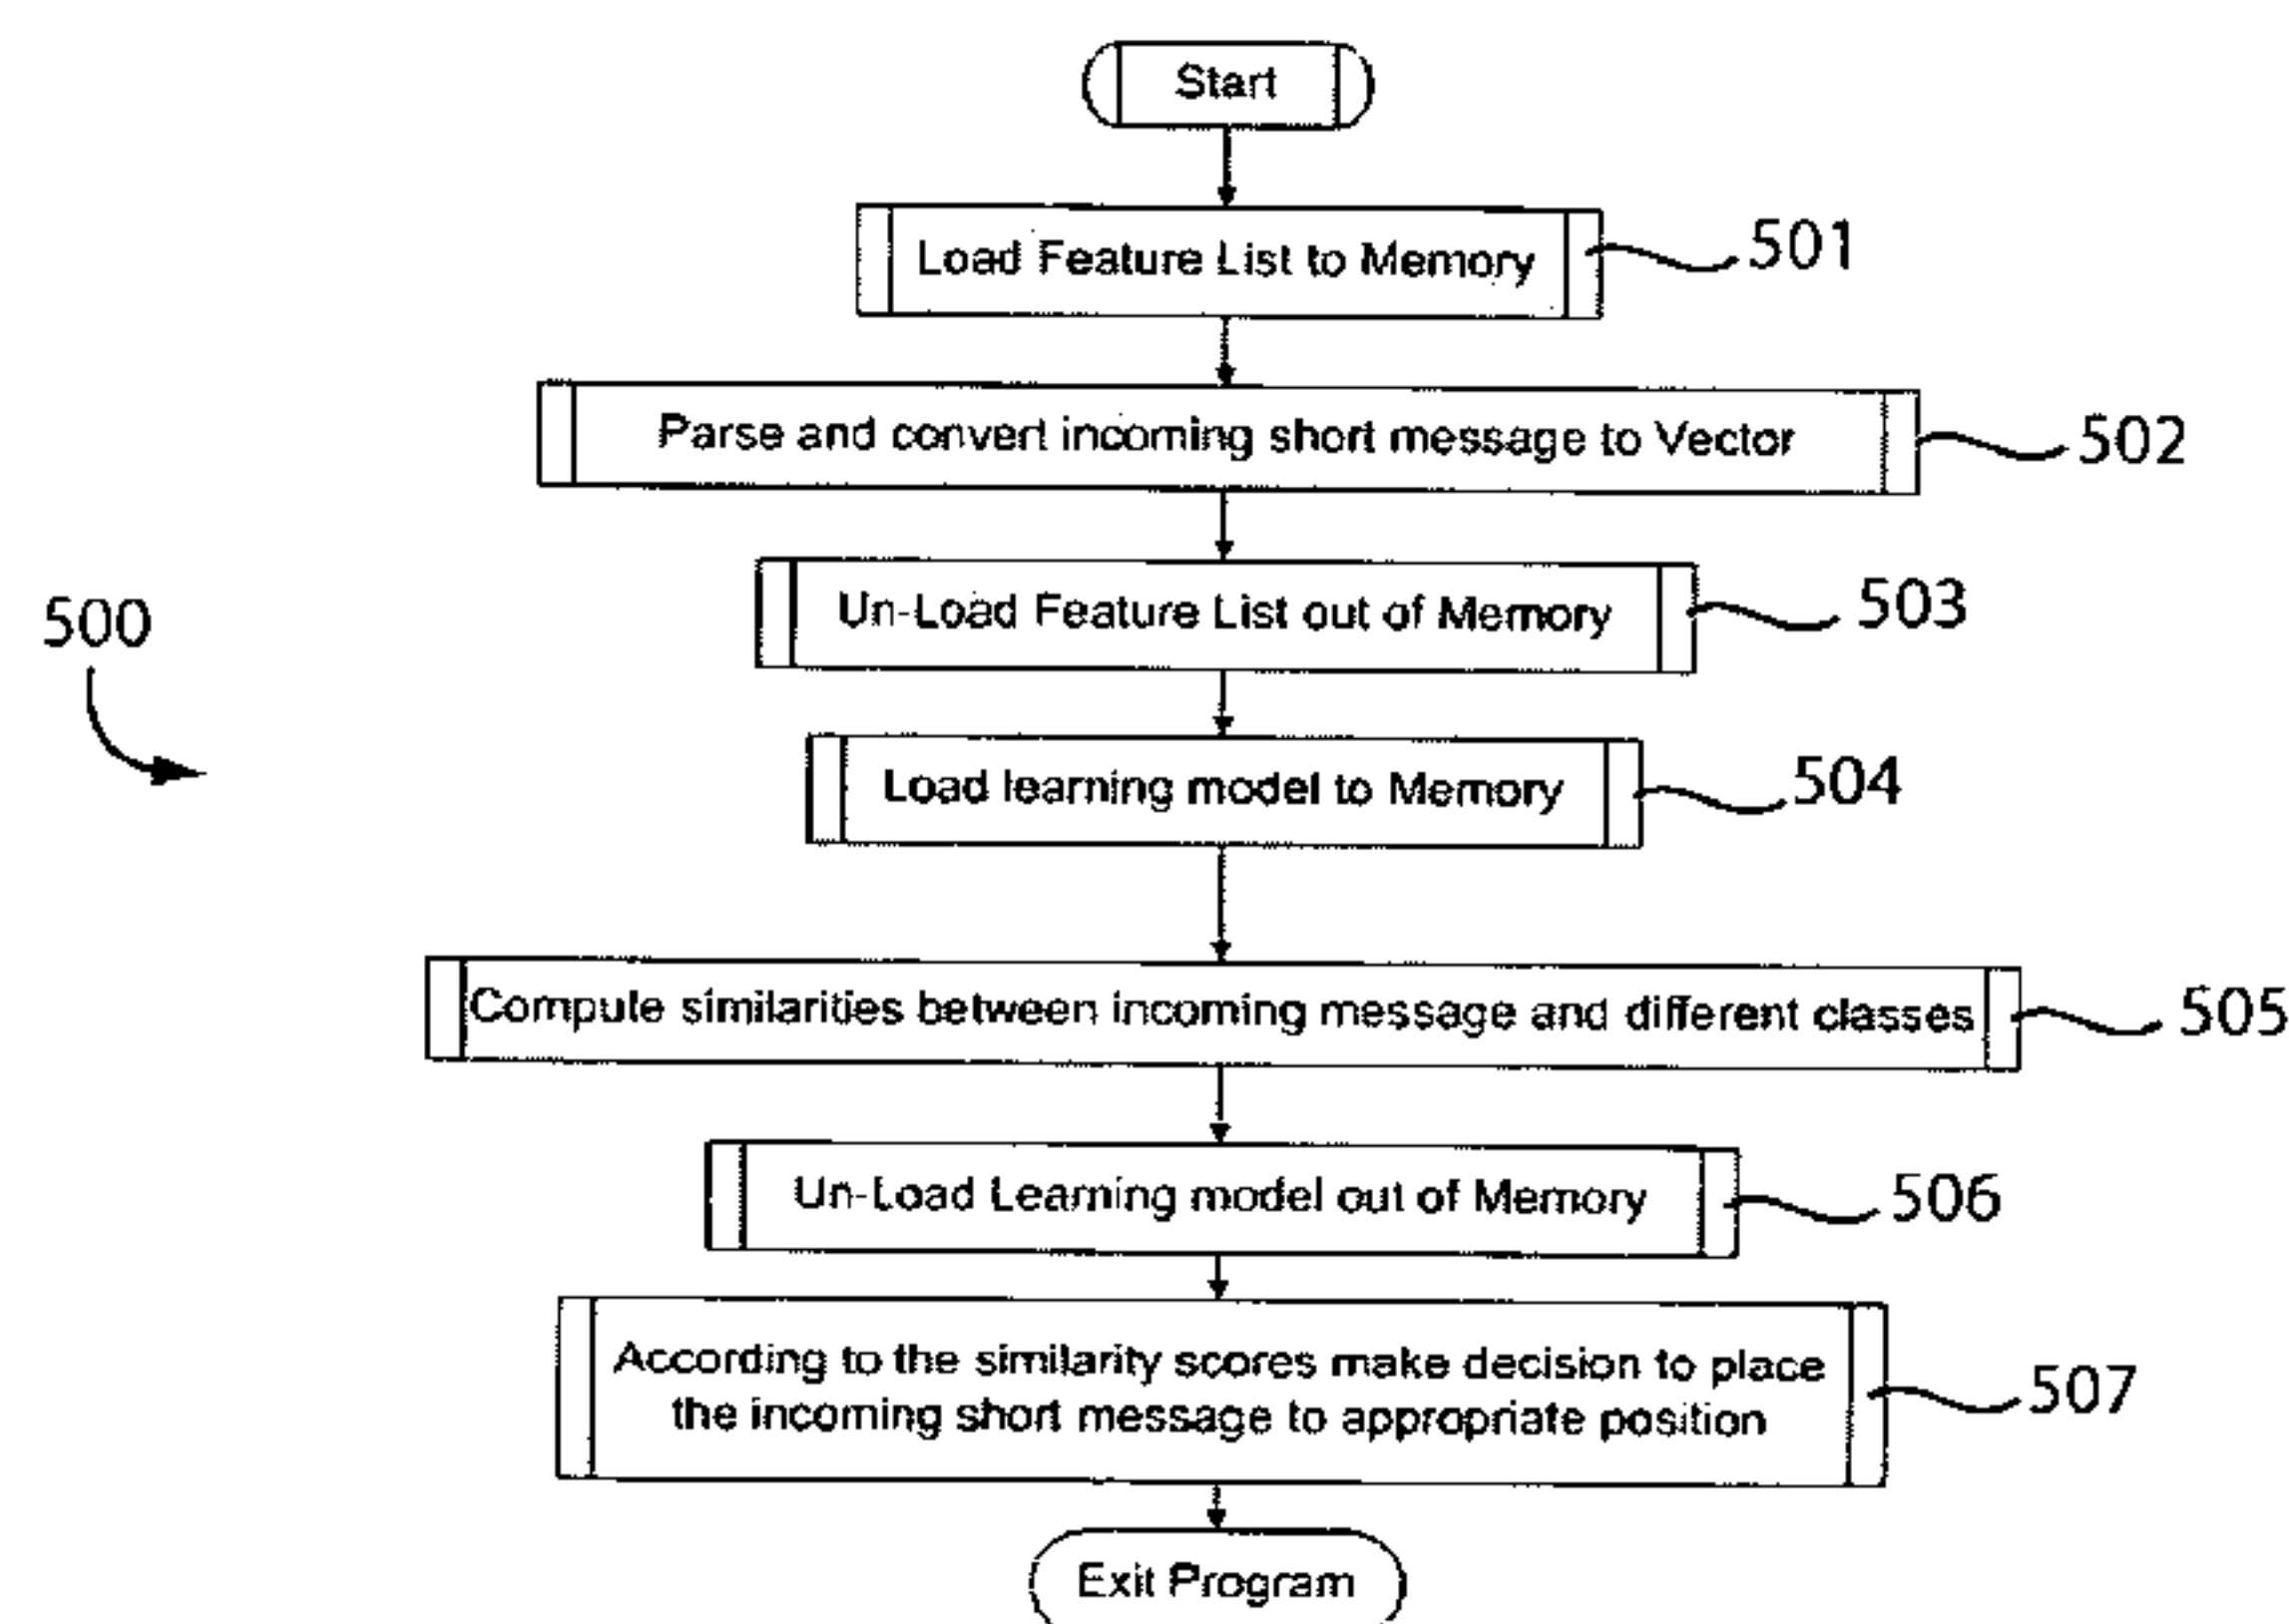 Start
Load Feature List to Memory
501
Parse and convert incoming short message to Vector
502
Un-Load Feature List out of Memory
503
500
Load learning model to Memory
504
Compute similarities between incoming message and different classes
505
Un-Load Learning model out of Memory
506
According to the similarity scores make decision to place
the incoming short message to appropriate position
507
Exit Program